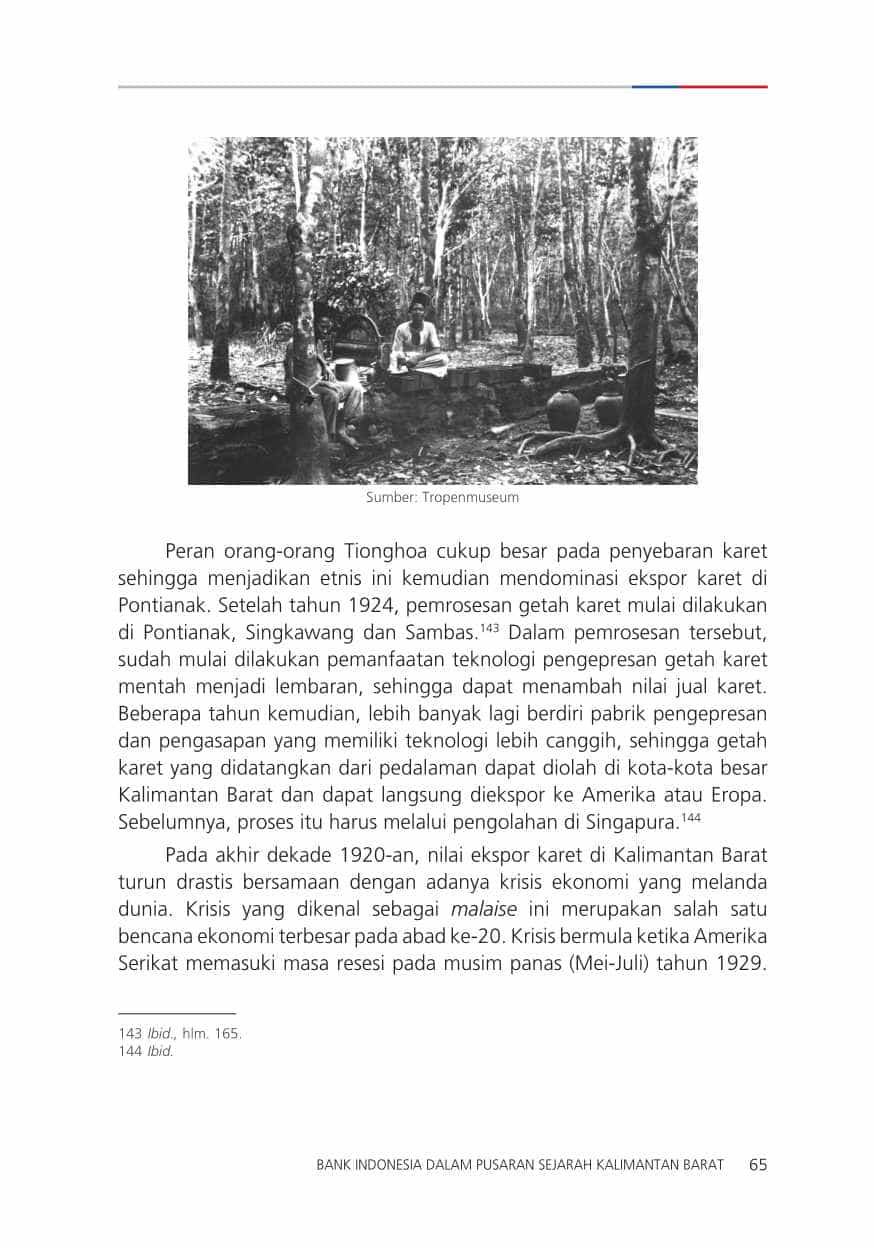 Sumber: Tropenmuseum
Peran orang-orang Tionghoa cukup besar pada penyebaran karet
sehingga menjadikan etnis ini kemudian mendominasi ekspor karet di
Pontianak. Setelah tahun 1924, pemrosesan getah karet mulai dilakukan
di Pontianak, Singkawang dan Sambas.143 Dalam pemrosesan tersebut,
sudah mulai dilakukan pemanfaatan teknologi pengepresan getah karet
mentah menjadi lembaran, sehingga dapat menambah nilai jual karet.
Beberapa tahun kemudian, lebih banyak lagi berdiri pabrik pengepresan
dan pengasapan yang memiliki teknologi lebih canggih, sehingga getah
karet yang didatangkan dari pedalaman dapat diolah di kota-kota besar
Kalimantan Barat dan dapat langsung diekspor ke Amerika atau Eropa.
Sebelumnya, proses itu harus melalui pengolahan di Singapura.144
Pada akhir dekade 1920-an, nilai ekspor karet di Kalimantan Barat
turun drastis bersamaan dengan adanya krisis ekonomi yang melanda
dunia. Krisis yang dikenal sebagai malaise ini merupakan salah satu
bencana ekonomi terbesar pada abad ke-20. Krisis bermula ketika Amerika
Serikat memasuki masa resesi pada musim panas (Mei-Juli) tahun 1929.
143 Ibid., hlm. 165.
144 Ibid.
BANK INDONESIA DALAM PUSARAN SEJARAH KALIMANTAN BARAT 65